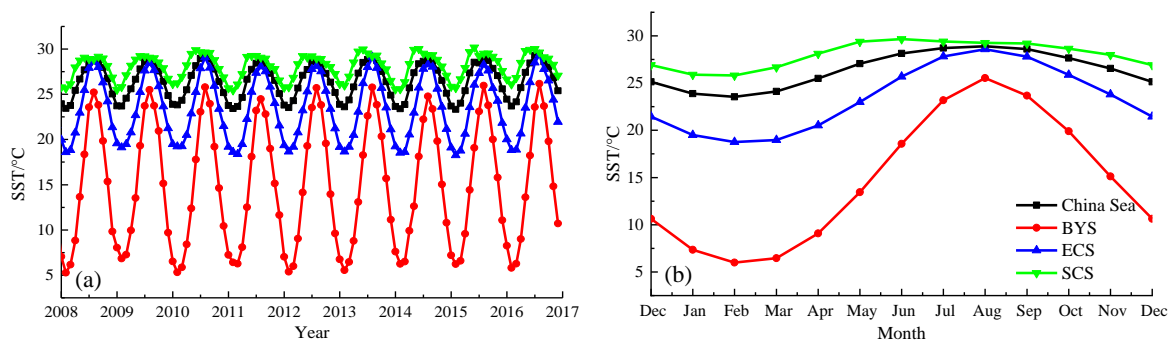 30
25
20
15
10
5
SST/°C
(a)
2008 2009 2010 2011 2012 2013 2014 2015 2016 2017
Year
30
25
20
15
10
5
SST/°C
China Sea
BYS
ECS
SCS
(b)
Dec Jan Feb Mar Apr May Jun Jul Aug Sep Oct Nov Dec
Month